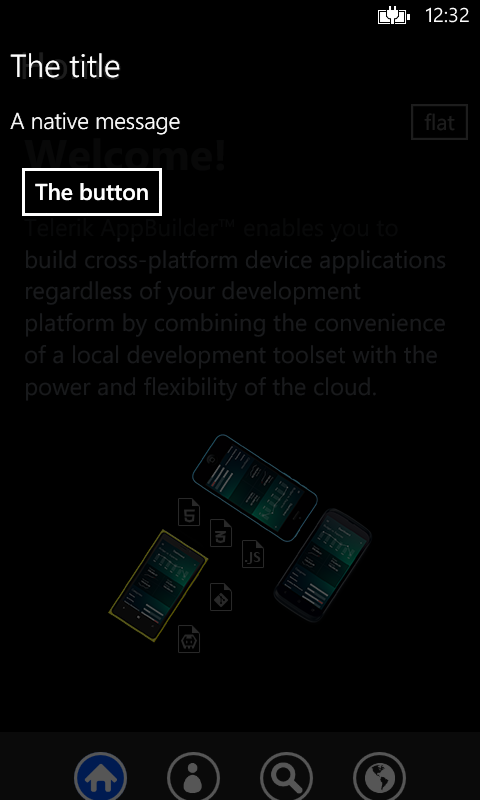 12:32
The title
Home
A native message
flat
Welcome!
The button
Telerik AppBuilder™ enables you to
build cross-platform device applications
regardless of your development
platform by combining the convenience
of a local development toolset with the
power and flexibility of the cloud.
.JS